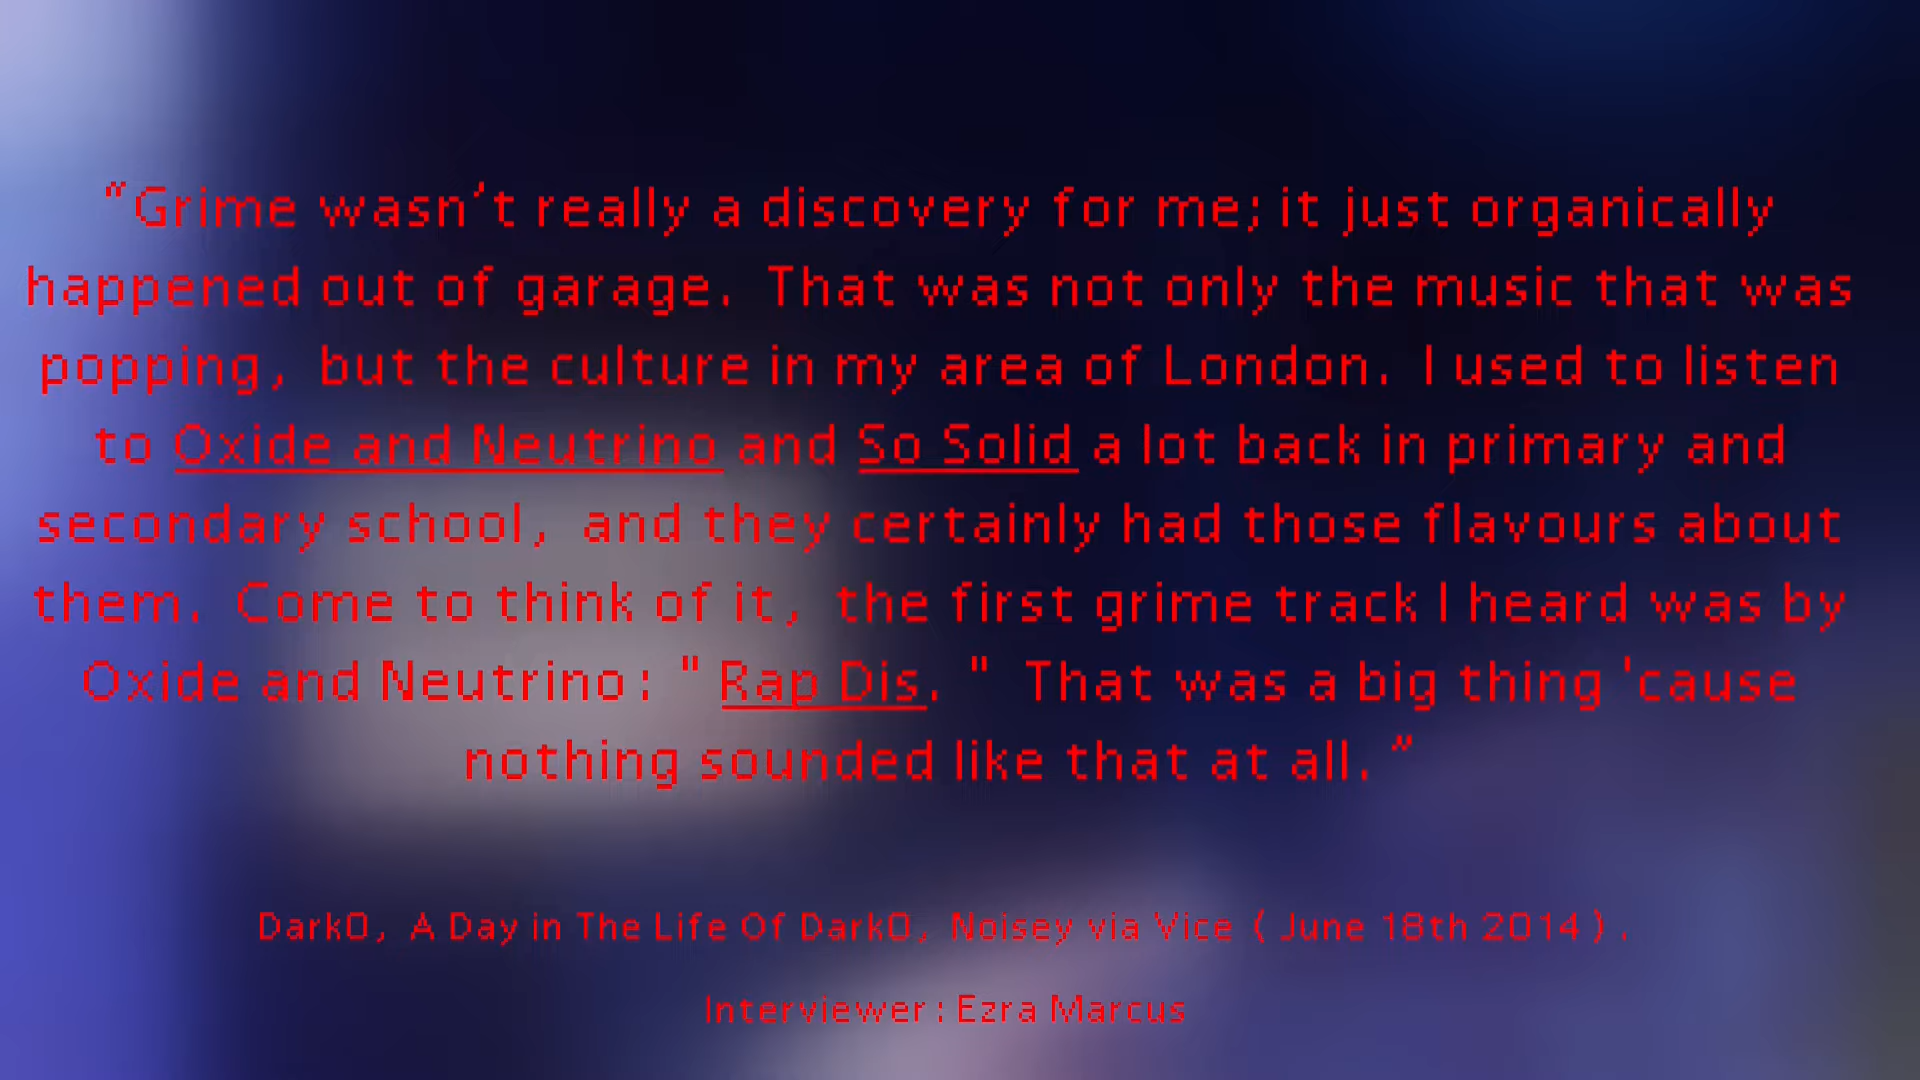 “Grime wasn’t really a discovery for me; it just organically
happened out of garage. That was not only the music that was
popping, but the culture in my area of London. I used to listen
to Oxide and Neutrino and So Solid a lot back in primary and
secondary school, and they certainly had those flavours about
them. Come to think of it, the first grime track I heard was by
Oxide and Neutrino: "Rap Dis." That was a big thing 'cause
nothing sounded like that at all.”
Dark0, A Day in The Life Of Dark0, Noisey via Vice (June 18th 2014).
Interviewer: Ezra Marcus